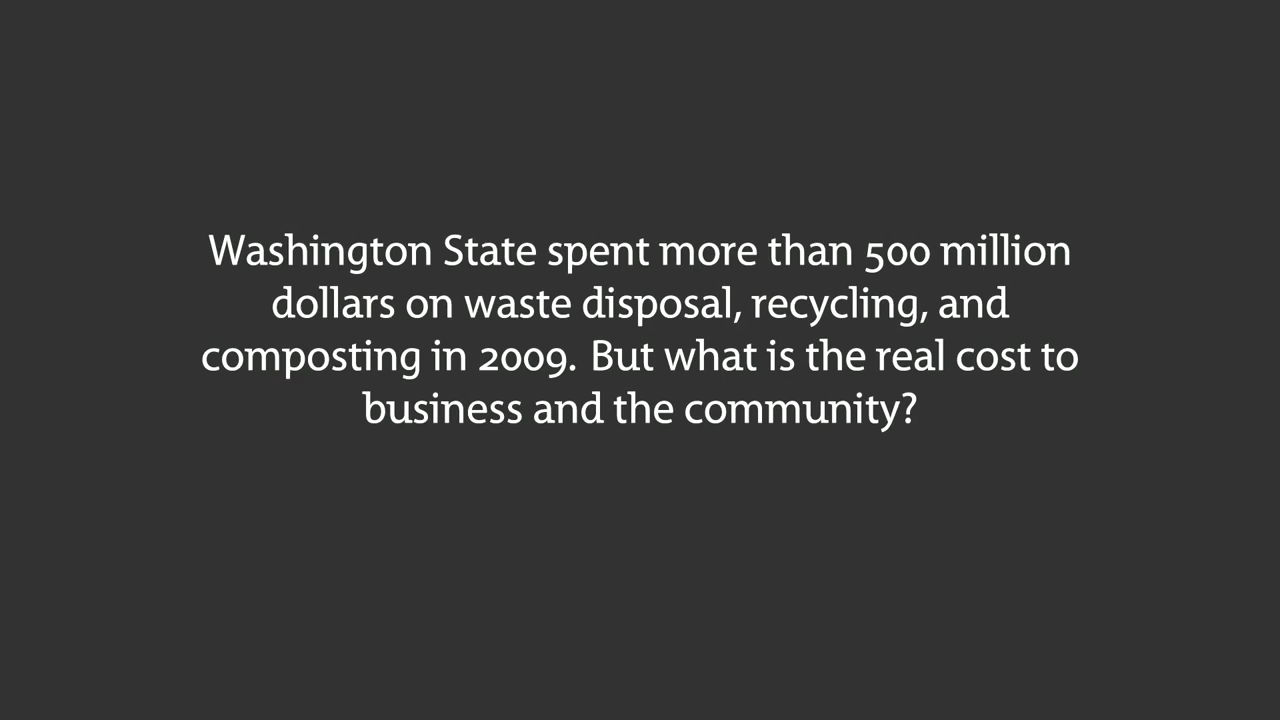 Washington State spent more than 500 million
dollars on waste disposal, recycling, and
composting in 2009. But what is the real cost to
business and the community?